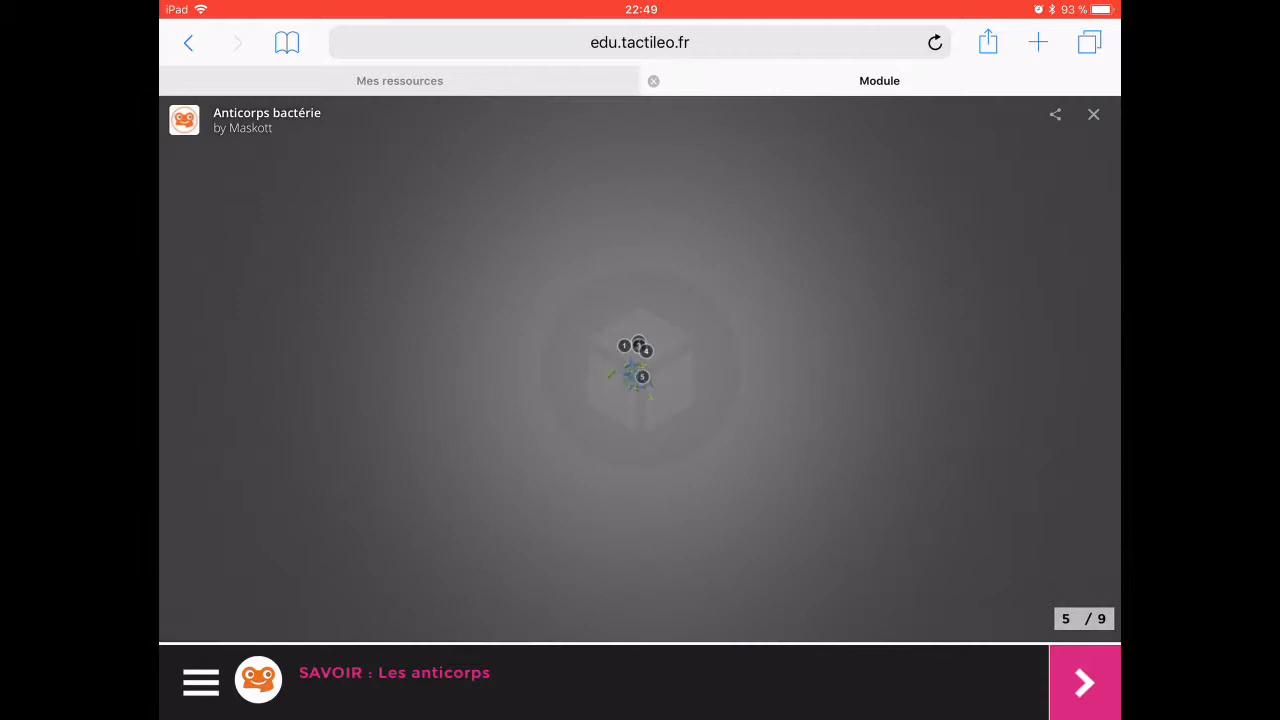 iPad
22:49
93 %
edu.tactileo.fr
Mes ressources
Module
Anticorps bactérie
by Maskott
1
4
5
5 / 9
SAVOIR : Les anticorps